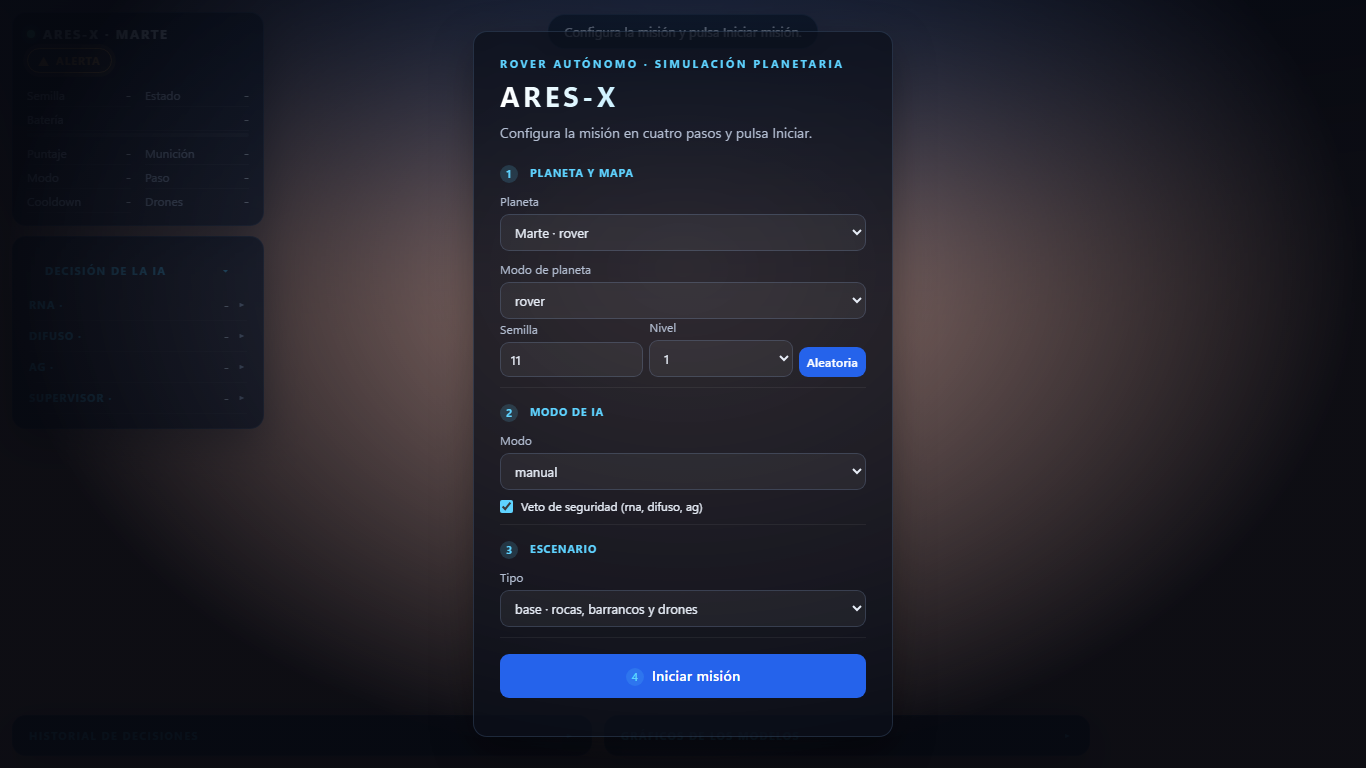 ARES-X · MARTE
ALERTA
Semilla - Estado -
Batería -
Puntaje - Munición -
Modo - Paso -
Cooldown - Drones -
DECISIÓN DE LA IA -
RNA - -
DIFUSO - -
AG - -
SUPERVISOR - -
Configura la misión y pulsa Iniciar misión.
ROVER AUTÓNOMO · SIMULACIÓN PLANETARIA
ARES-X
Configura la misión en cuatro pasos y pulsa Iniciar.
1 PLANETA Y MAPA
Planeta
Marte · rover
Modo de planeta
rover
Semilla Nivel
11 1 Aleatoria
2 MODO DE IA
Modo
manual
Veto de seguridad (rna, difuso, ag)
3 ESCENARIO
Tipo
base · rocas, barrancos y drones
4 Iniciar misión
HISTORIAL DE DECISIONES